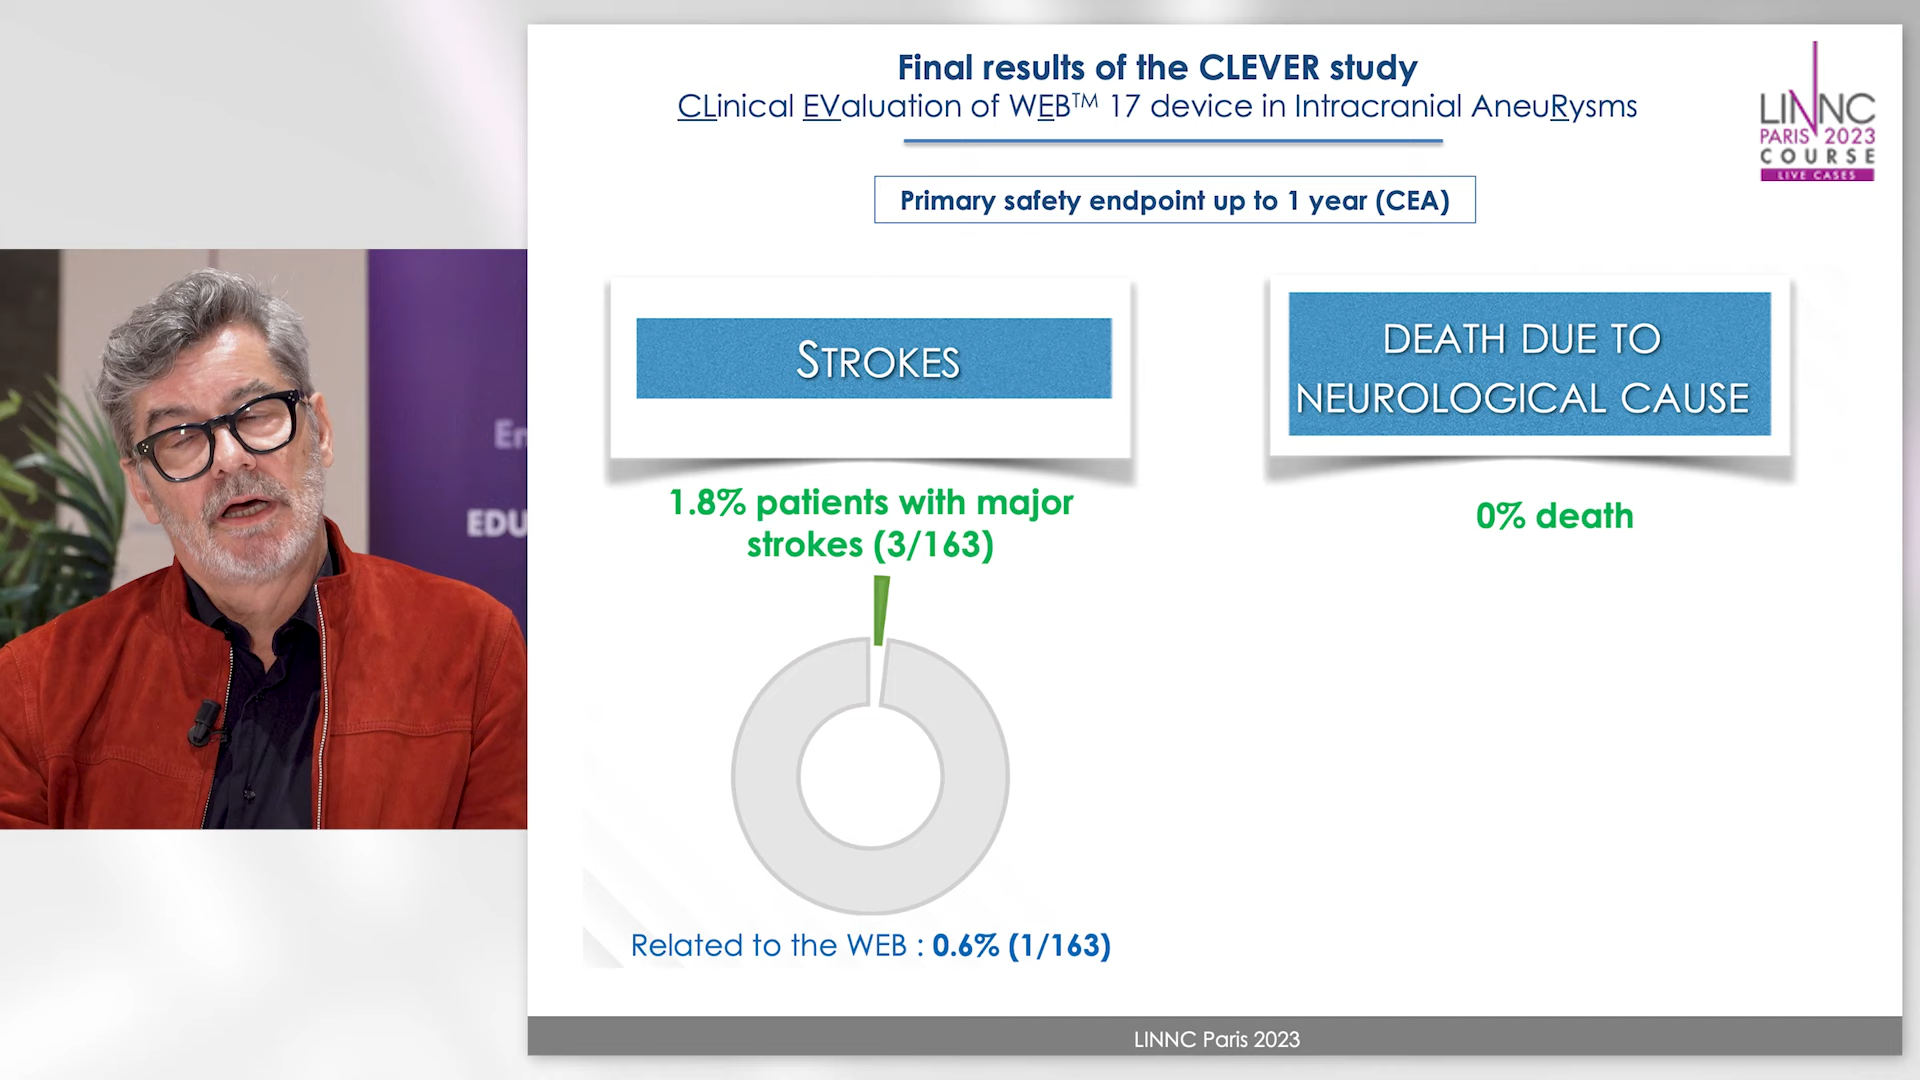 Final results of the CLEVER study
CLinical EValuation of WEB™ 17 device in Intracranial AneuRysms
LINNC
PARIS 2023
COURSE
LIVE CASES
Primary safety endpoint up to 1 year (CEA)
STROKES
DEATH DUE TO
NEUROLOGICAL CAUSE
1.8% patients with major
strokes (3/163)
0% death
En
EDU
Related to the WEB : 0.6% (1/163)
LINNC Paris 2023